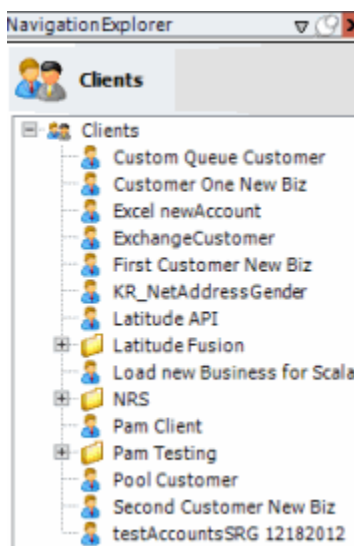 NavigationExplorer
Clients
Clients
Custom Queue Customer
Customer One New Biz
Excel newAccount
ExchangeCustomer
First Customer New Biz
KR_NetAddressGender
Latitude API
Latitude Fusion
Load new Business for Scala
NRS
Pam Client
Pam Testing
Pool Customer
Second Customer New Biz
testAccountsSRG 12182012